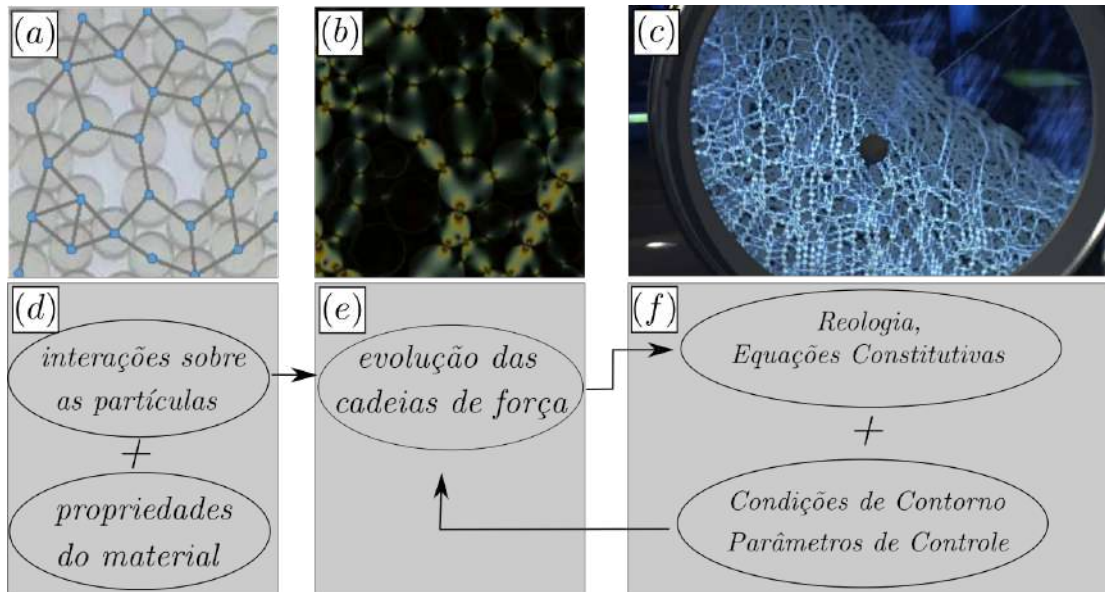 (a)
(b)
(c)
(d)
interações sobre
as partículas
+
propriedades
do material
(e)
evolução das
cadeias de força
(f)
Reologia,
Equações Constitutivas
+
Condições de Contorno
Parâmetros de Controle